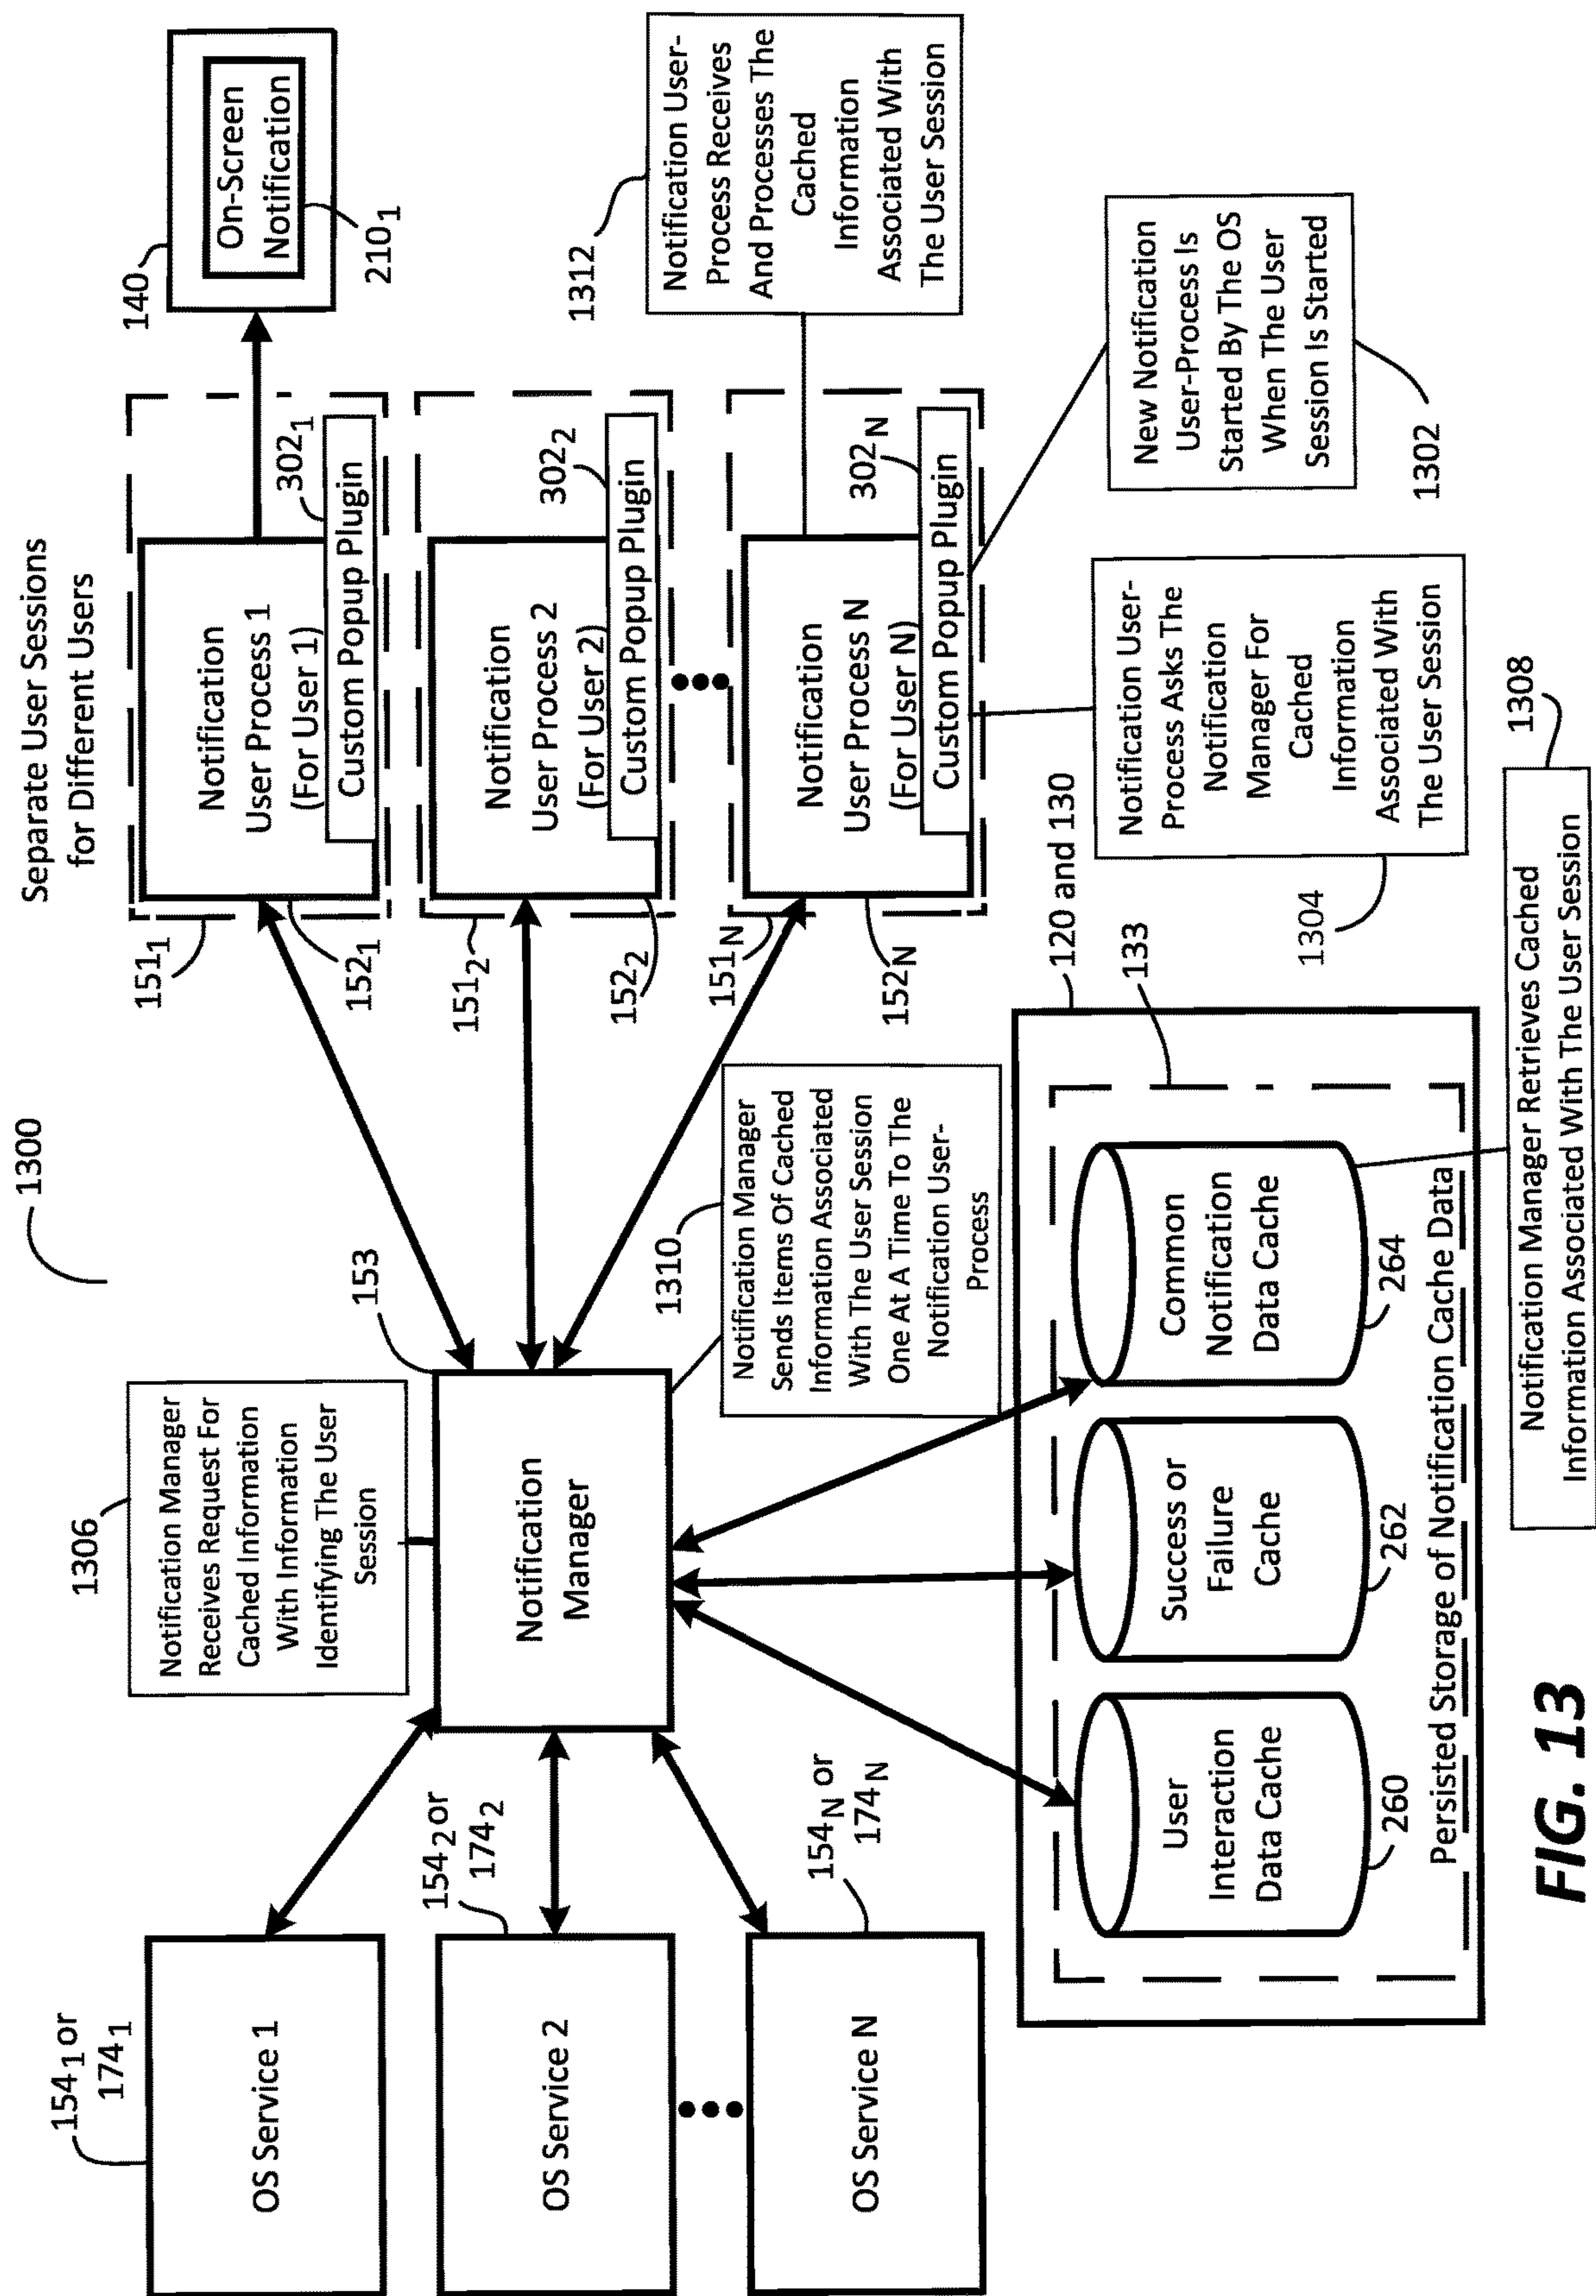 1300
Separate User Sessions
for Different Users
154₁ or
174₁
OS Service 1
154₂ or
174₂
OS Service 2
154_N or
174_N
OS Service N
1306
Notification Manager
Receives Request For
Cached Information
With Information
Identifying The User
Session
153
Notification
Manager
1310
Notification Manager
Sends Items Of Cached
Information Associated
With The User Session
One At A Time To The
Notification User-
Process
151₁
152₁
Notification
User Process 1
(For User 1)
302₁
Custom Popup Plugin
140
On-Screen
Notification
210₁
151₂
152₂
Notification
User Process 2
(For User 2)
302₂
Custom Popup Plugin
151_N
152_N
Notification
User Process N
(For User N)
302_N
Custom Popup Plugin
1312
Notification User-
Process Receives
And Processes The
Cached
Information
Associated With
The User Session
New Notification
User-Process Is
Started By The OS
When The User
Session Is Started
1302
Notification User-
Process Asks The
Notification
Manager For
Cached
Information
Associated With
The User Session
1304
120 and 130
133
User
Interaction
Data Cache
260
Success or
Failure
Cache
262
Common
Notification
Data Cache
264
Persisted Storage of Notification Cache Data
1308
Notification Manager Retrieves Cached
Information Associated With The User Session
FIG. 13